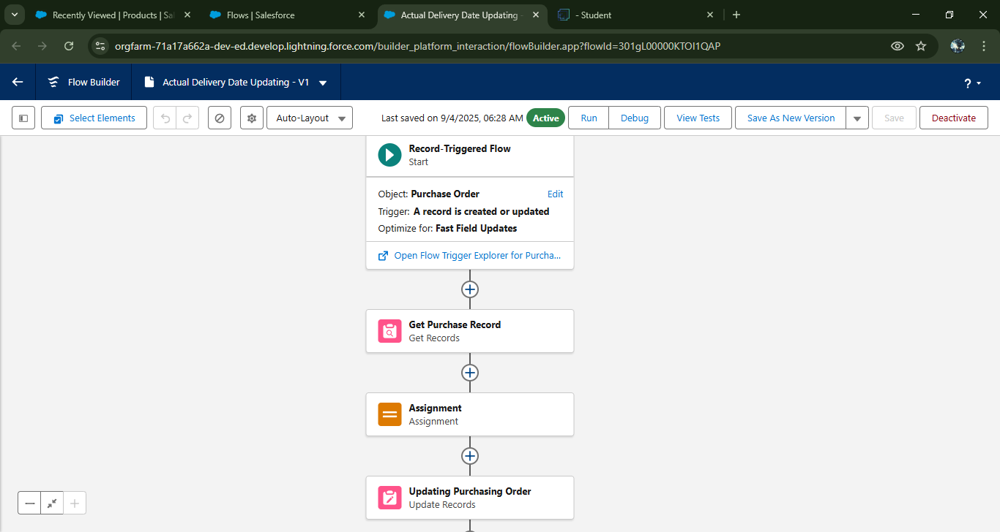 Recently Viewed | Products | Sa
Flows | Salesforce
Actual Delivery Date Updating -
- Student
orgfarm-71a17a662a-dev-ed.develop.lightning.force.com/builder_platform_interaction/flowBuilder.app?flowId=301gL00000KTOI1QAP
Flow Builder
Actual Delivery Date Updating - V1
?
Select Elements
Auto-Layout
Last saved on 9/4/2025, 06:28 AM
Active
Run
Debug
View Tests
Save As New Version
Save
Deactivate
Record-Triggered Flow
Start
Object: Purchase Order
Edit
Trigger: A record is created or updated
Optimize for: Fast Field Updates
Open Flow Trigger Explorer for Purcha...
Get Purchase Record
Get Records
Assignment
Assignment
Updating Purchasing Order
Update Records